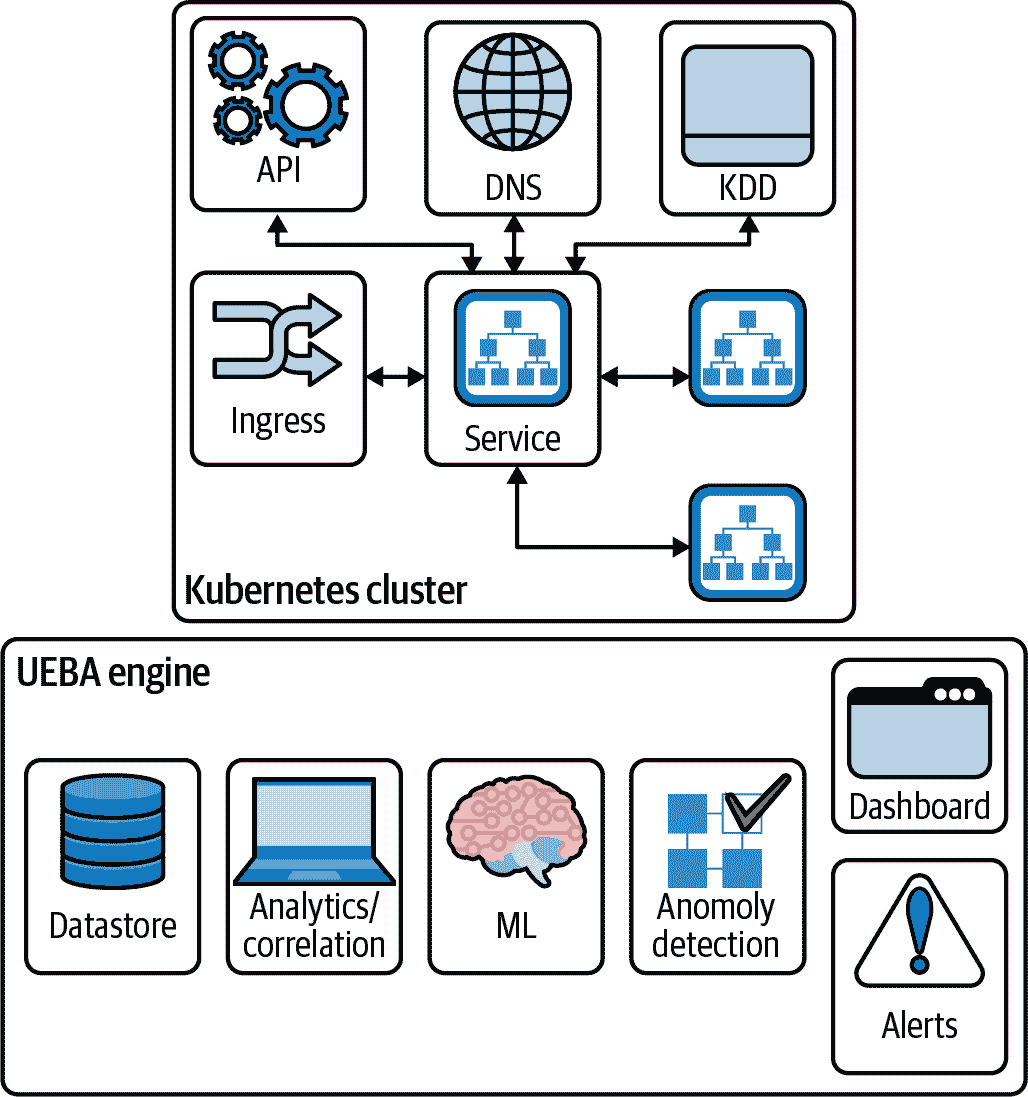 API
DNS
KDD
Ingress
Service
Kubernetes cluster
UEBA engine
Datastore
Analytics/
correlation
ML
Anomoly
detection
Dashboard
Alerts